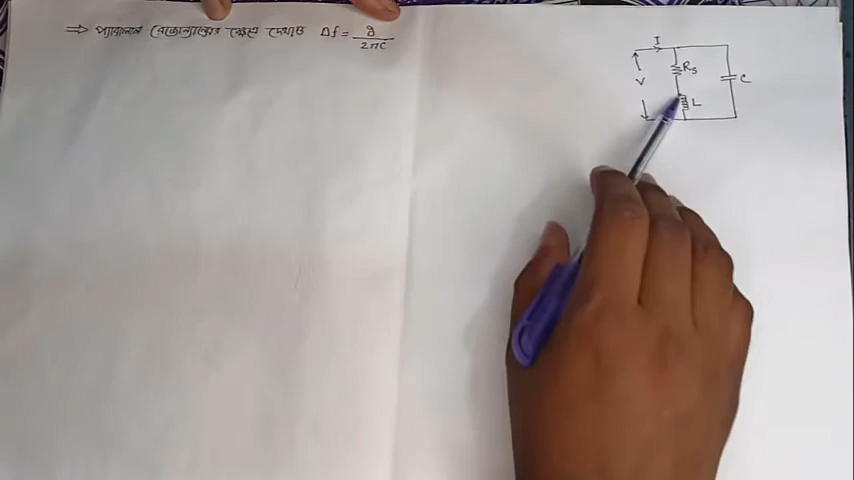 ⇒ প্যারালাল রেজোন্যান্সের ক্ষেত্রে দেখাও Δf = g / 2πC
I
Rs
V
C
L